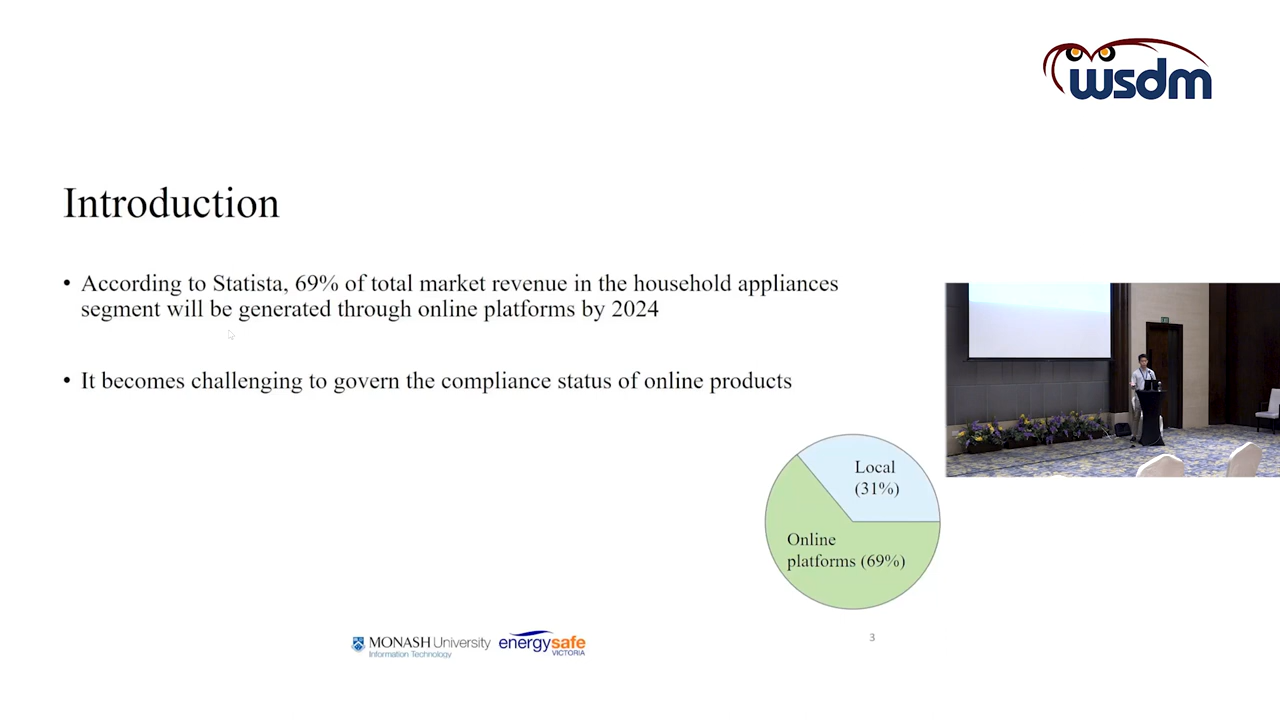 wsdm
Introduction
• According to Statista, 69% of total market revenue in the household appliances
segment will be generated through online platforms by 2024
• It becomes challenging to govern the compliance status of online products
Local
(31%)
Online
platforms (69%)
MONASH University
Information Technology
energysafe
VICTORIA
3